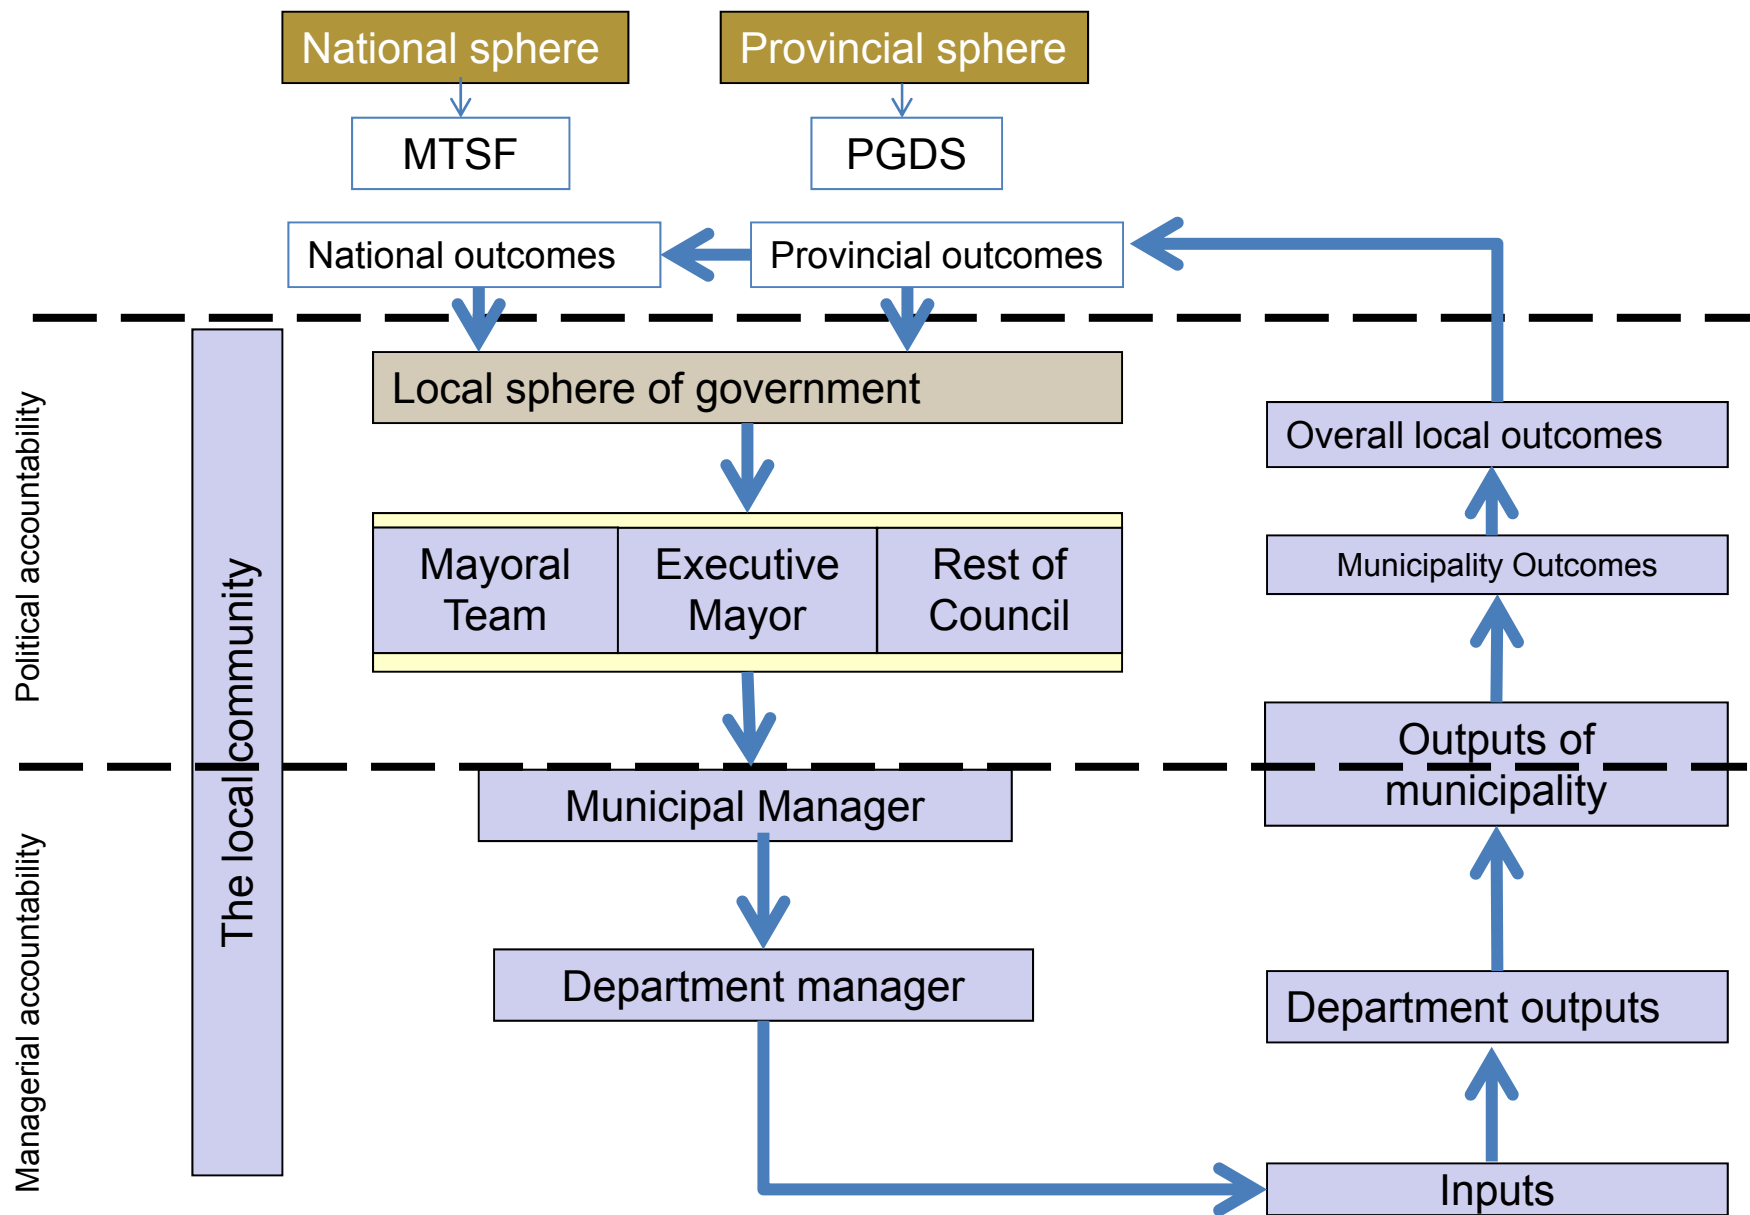 National sphere
Provincial sphere
MTSF
PGDS
National outcomes
Provincial outcomes
Political accountability
The local community
Local sphere of government
Overall local outcomes
Mayoral
Team
Executive
Mayor
Rest of
Council
Municipality Outcomes
Outputs of
municipality
Managerial accountability
Municipal Manager
Department manager
Department outputs
Inputs